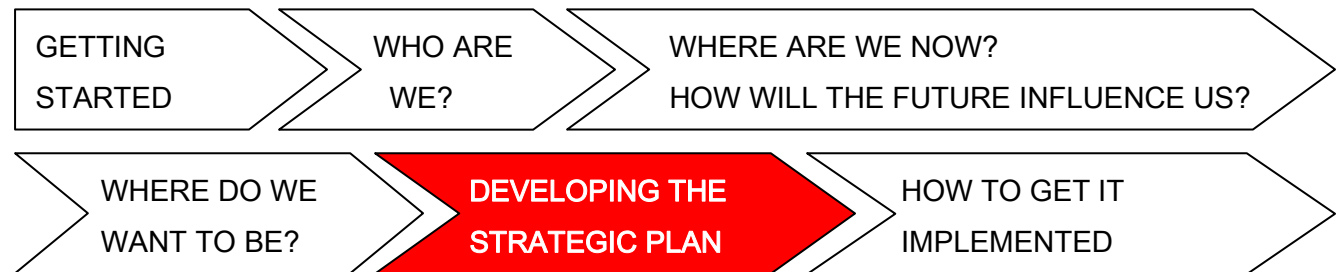 GETTING
STARTED
WHO ARE
WE?
WHERE ARE WE NOW?
HOW WILL THE FUTURE INFLUENCE US?
WHERE DO WE
WANT TO BE?
DEVELOPING THE
STRATEGIC PLAN
HOW TO GET IT
IMPLEMENTED